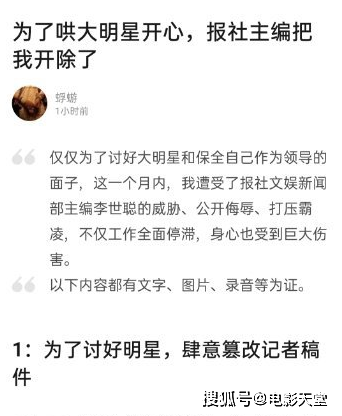 为了哄大明星开心，报社主编把
我开除了
蜉蝣
1小时前
仅仅为了讨好大明星和保全自己作为领导的
面子，这一个月内，我遭受了报社文娱新闻
部主编李世聪的威胁、公开侮辱、打压霸
凌，不仅工作全面停滞，身心也受到巨大伤
害。
以下内容都有文字、图片、录音等为证。
1：为了讨好明星，肆意篡改记者稿
件
搜狐号@电影天堂